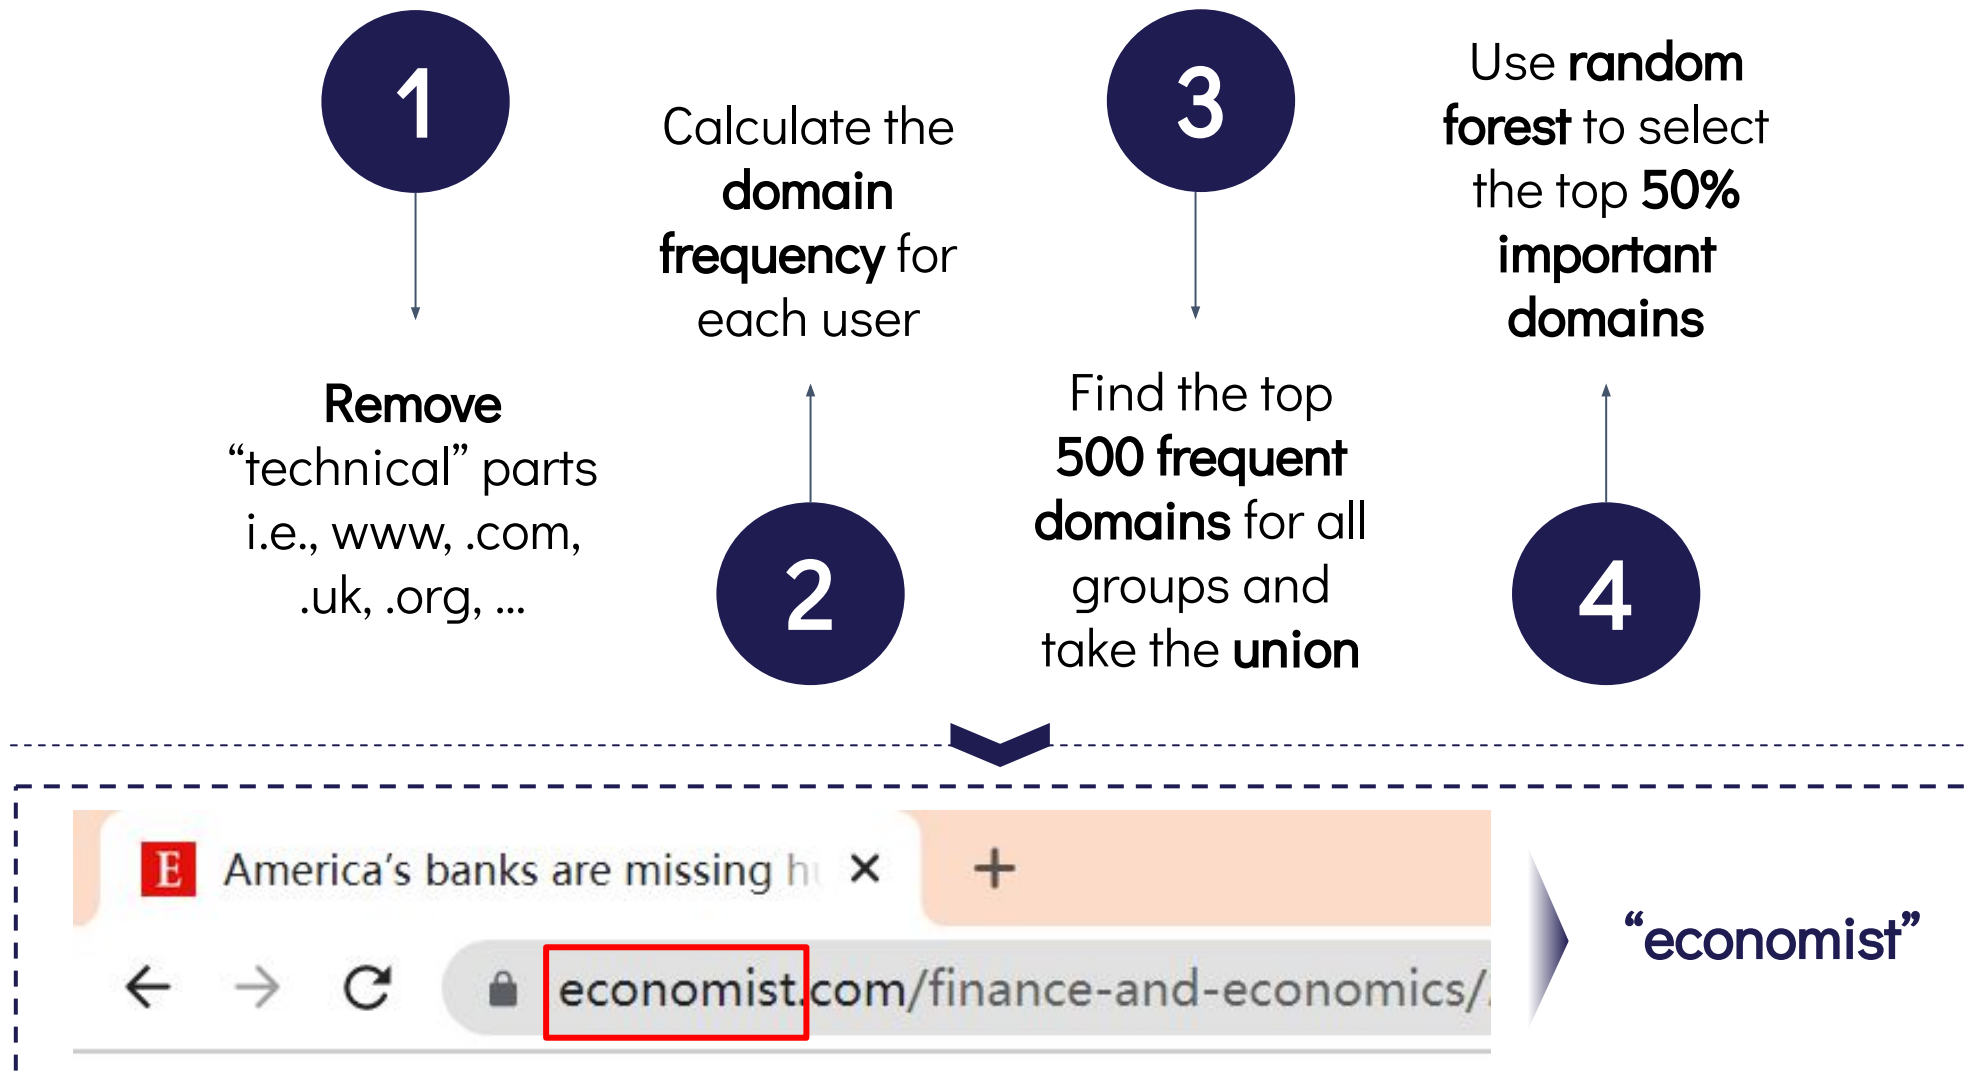 1
Remove
“technical” parts
i.e., www, .com,
.uk, .org, ...
Calculate the
domain
frequency for
each user
2
3
Find the top
500 frequent
domains for all
groups and
take the union
Use random
forest to select
the top 50%
important
domains
4
E America's banks are missing
economist.com/finance-and-economics/
“economist”